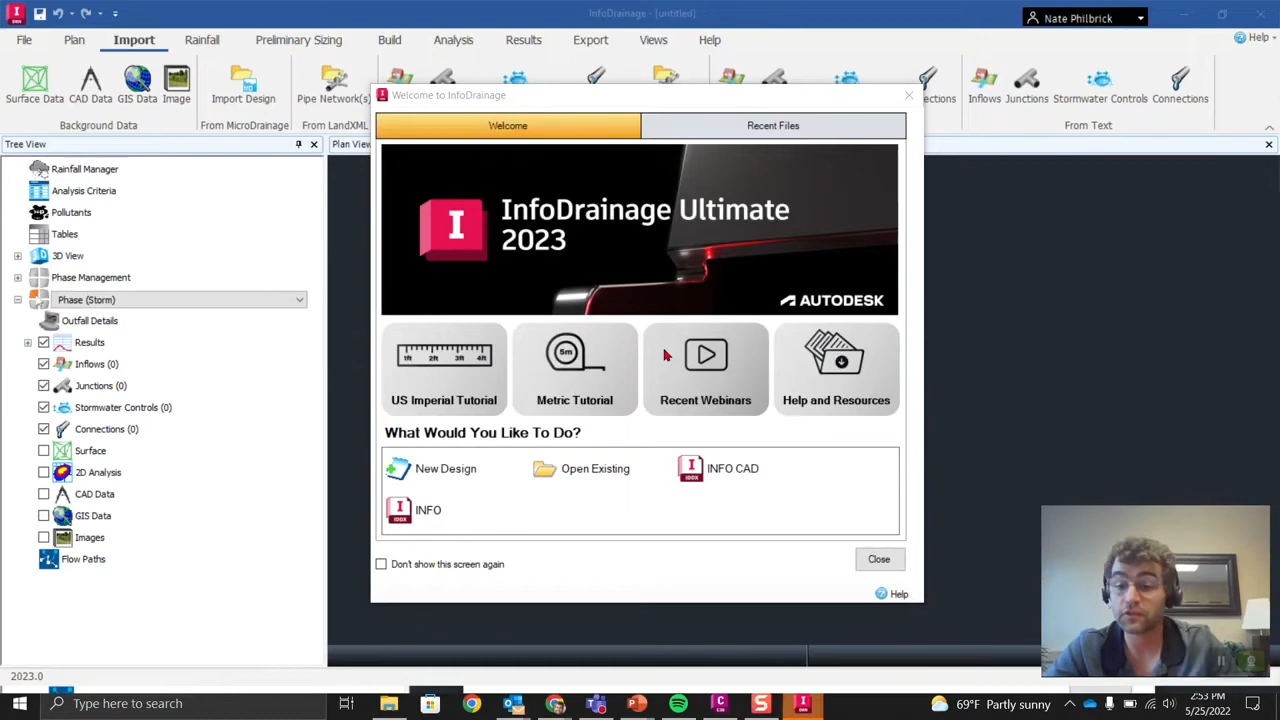 InfoDrainage - [untitled]
Nate Philbrick
File Plan Import Rainfall Preliminary Sizing Build Analysis Results Export Views Help
Help
Surface Data CAD Data GIS Data Image Import Design Pipe Network(s)
Inflows Junctions Stormwater Controls Connections
Background Data From MicroDrainage From LandXML
From Text
Tree View
Plan View
Rainfall Manager
Analysis Criteria
Pollutants
Tables
3D View
Phase Management
Phase (Storm)
Outfall Details
Results
Inflows (0)
Junctions (0)
Stormwater Controls (0)
Connections (0)
Surface
2D Analysis
CAD Data
GIS Data
Images
Flow Paths
Welcome to InfoDrainage
Welcome Recent Files
I
InfoDrainage Ultimate
2023
AUTODESK
1ft 2ft 3ft 4ft
5m
US Imperial Tutorial
Metric Tutorial
Recent Webinars
Help and Resources
What Would You Like To Do?
New Design
Open Existing
INFO CAD
INFO
Don't show this screen again
Close
Help
2023.0
Type here to search
69°F Partly sunny
2:53 PM
5/25/2022